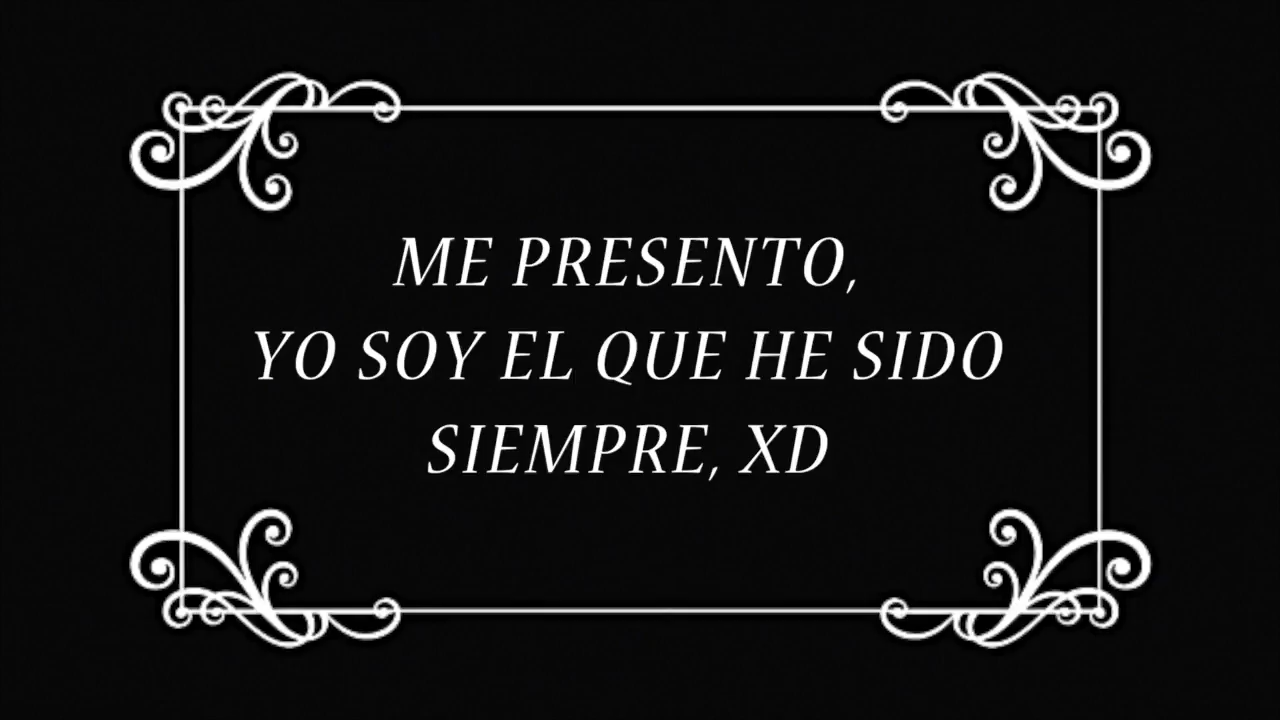 ME PRESENTO,
YO SOY EL QUE HE SIDO
SIEMPRE, XD